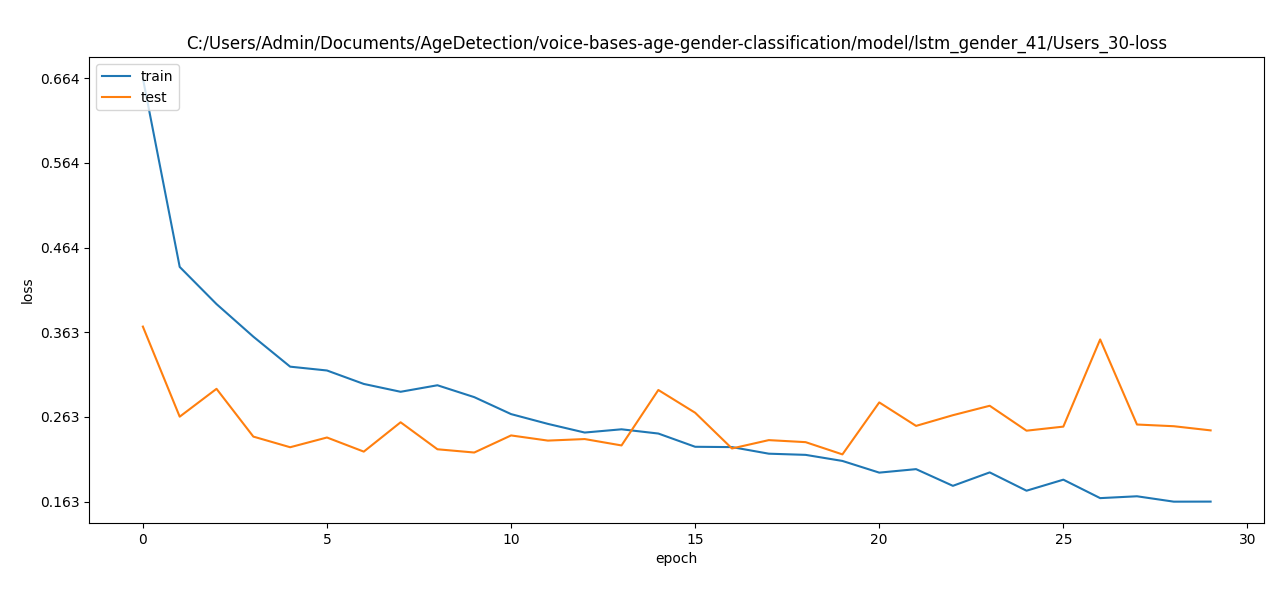 C:/Users/Admin/Documents/AgeDetection/voice-bases-age-gender-classification/model/lstm_gender_41/Users_30-loss
train
test
0.664
0.564
0.464
0.363
0.263
0.163
loss
0 5 10 15 20 25 30
epoch